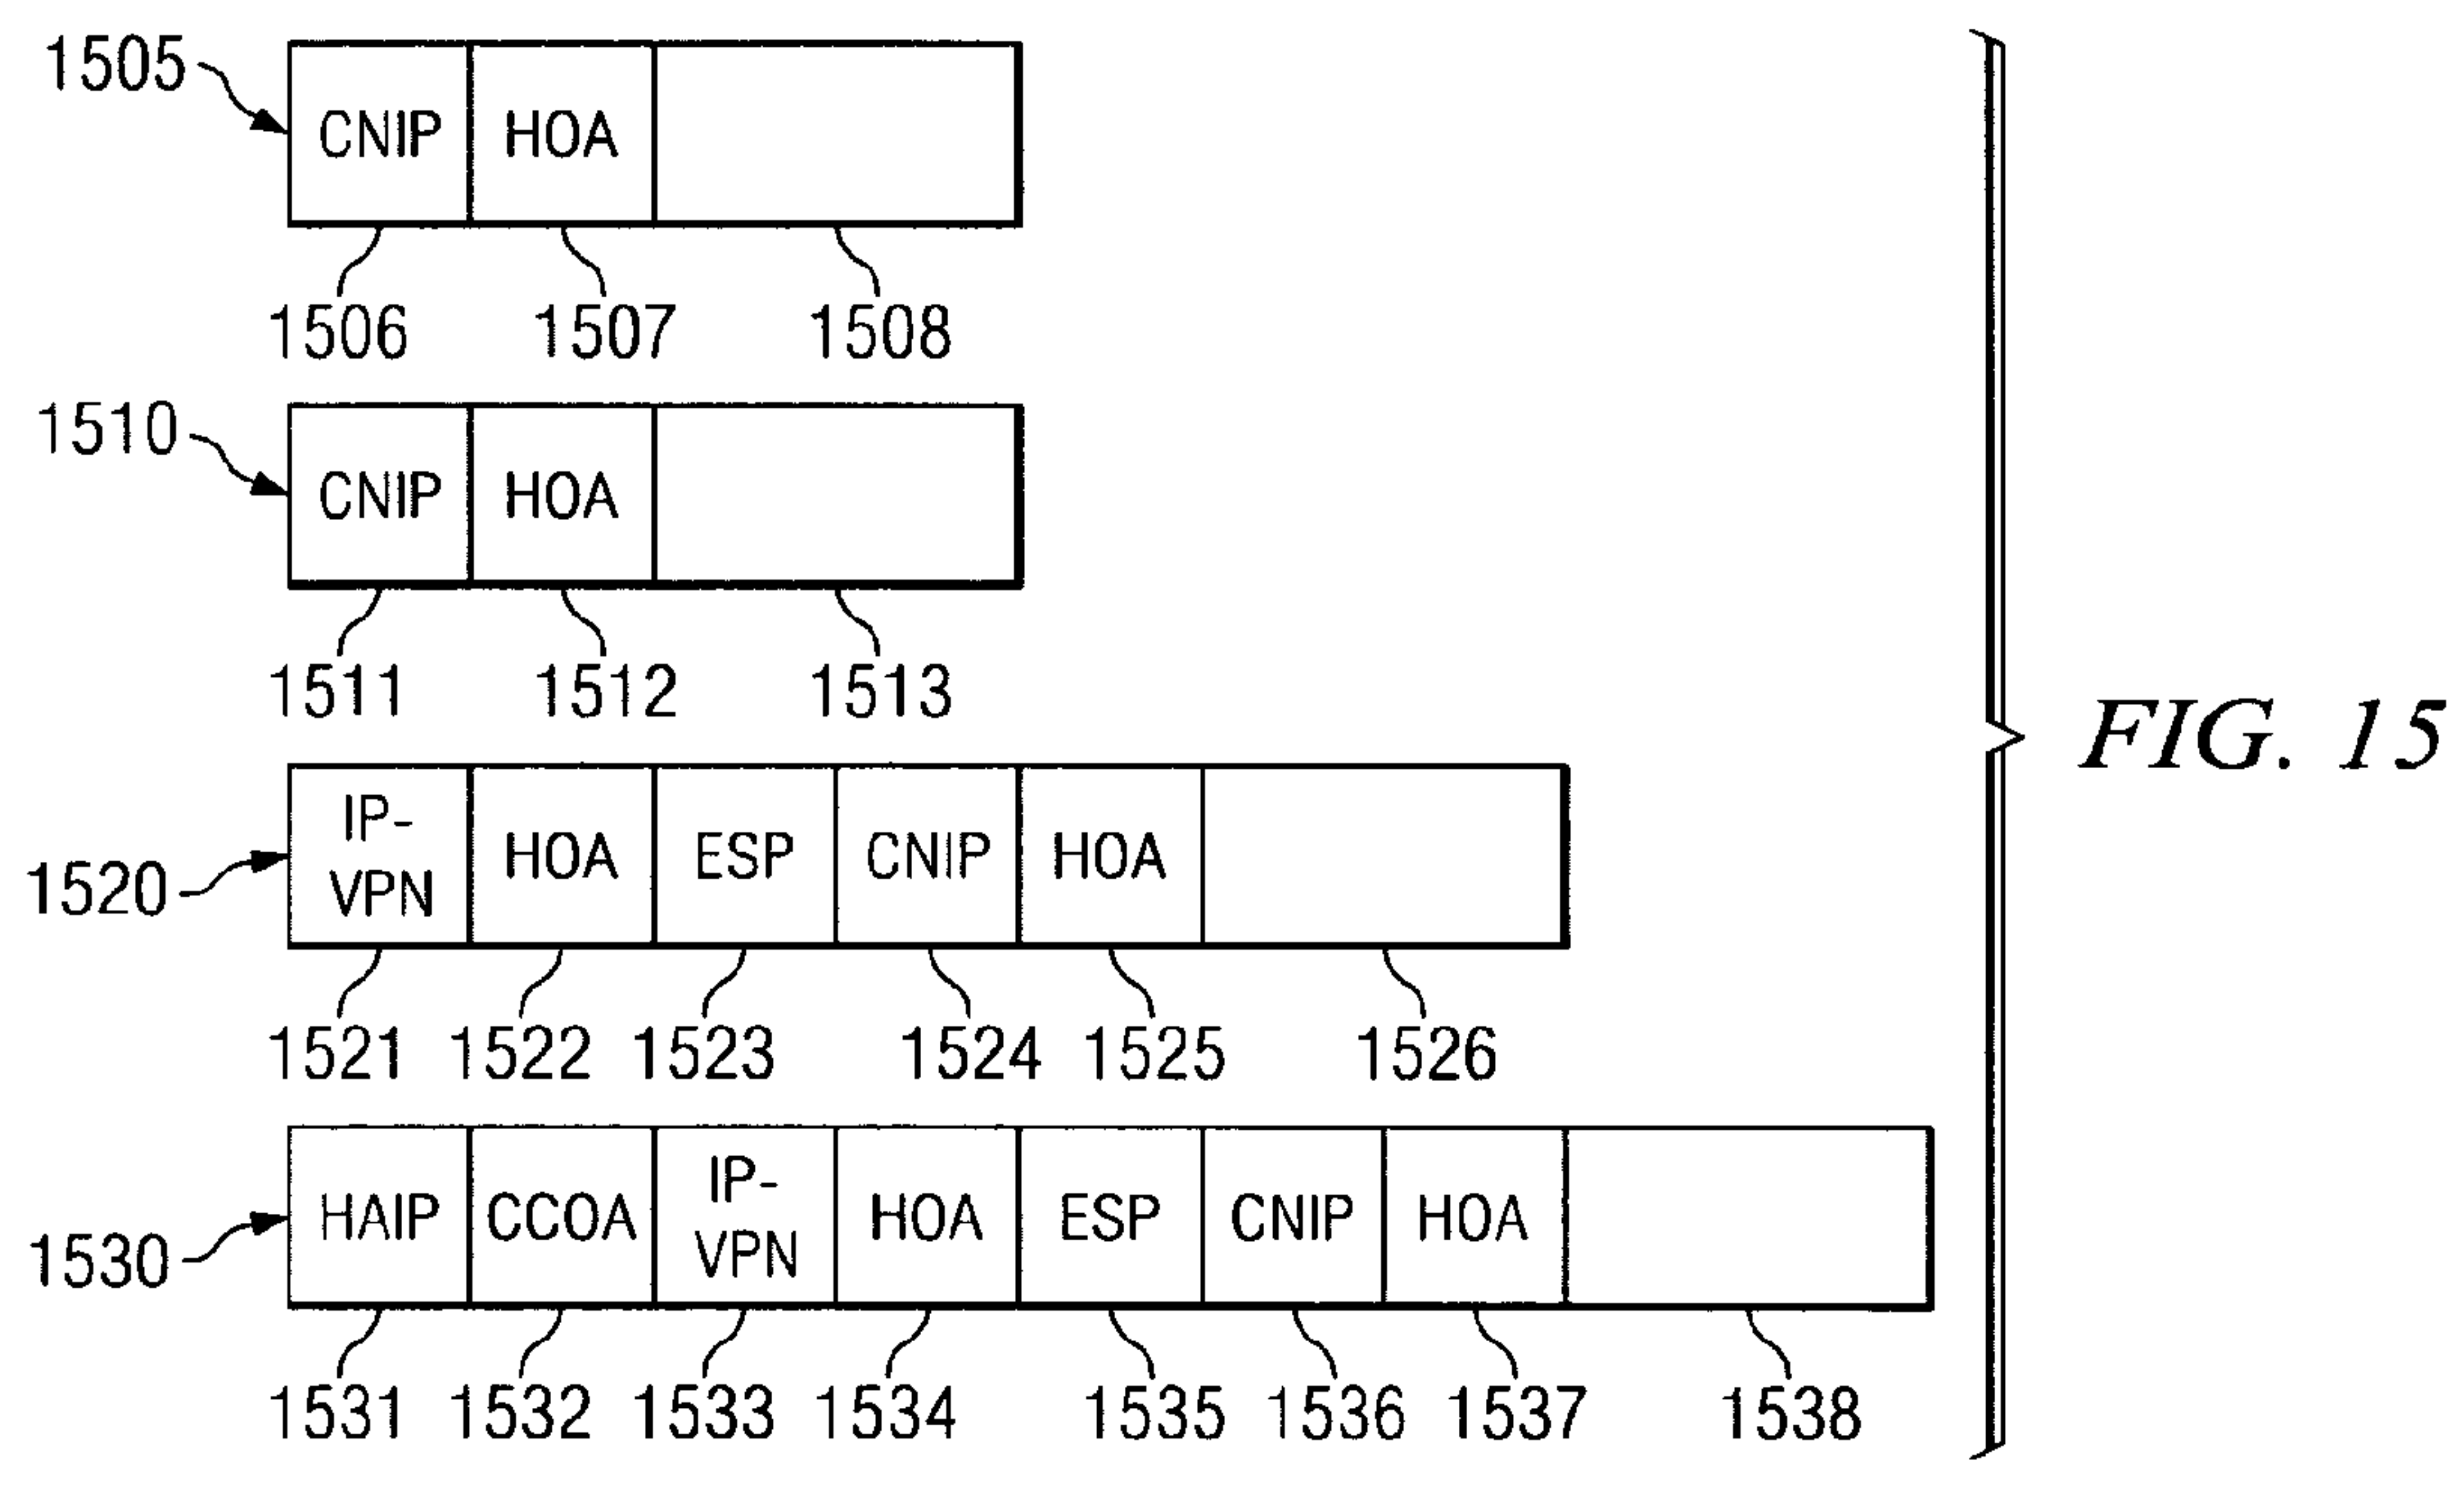 1505
CNIP HOA
1506 1507 1508
1510
CNIP HOA
1511 1512 1513
1520
IP-
VPN HOA ESP CNIP HOA
1521 1522 1523 1524 1525 1526
1530
HAIP CCOA IP-
VPN HOA ESP CNIP HOA
1531 1532 1533 1534 1535 1536 1537 1538
FIG. 15